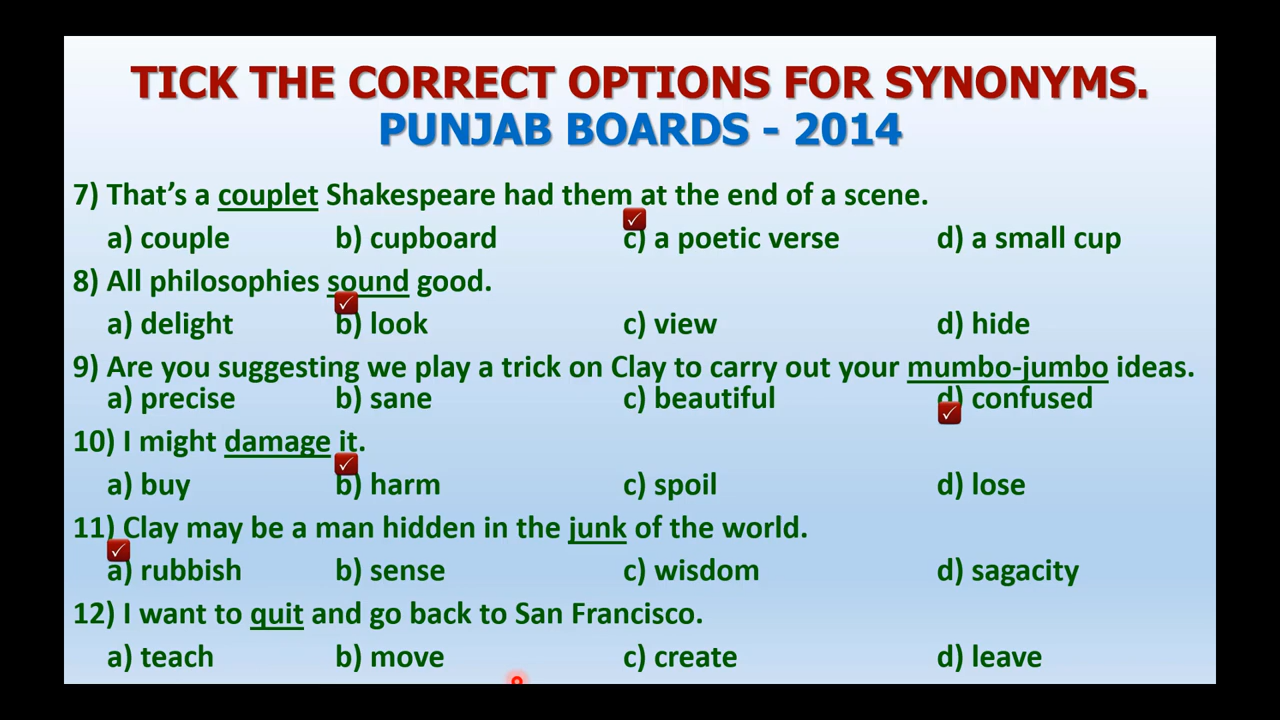 TICK THE CORRECT OPTIONS FOR SYNONYMS.
PUNJAB BOARDS - 2014
7) That's a couplet Shakespeare had them at the end of a scene.
a) couple b) cupboard c) a poetic verse d) a small cup
8) All philosophies sound good.
a) delight b) look c) view d) hide
9) Are you suggesting we play a trick on Clay to carry out your mumbo-jumbo ideas.
a) precise b) sane c) beautiful d) confused
10) I might damage it.
a) buy b) harm c) spoil d) lose
11) Clay may be a man hidden in the junk of the world.
a) rubbish b) sense c) wisdom d) sagacity
12) I want to quit and go back to San Francisco.
a) teach b) move c) create d) leave